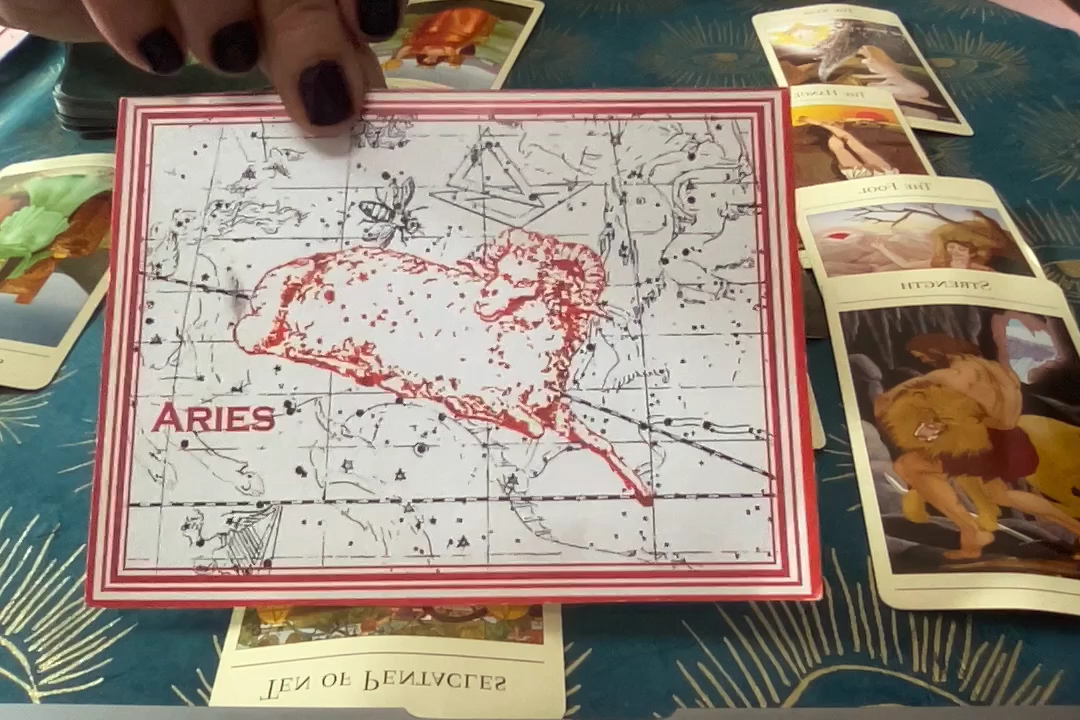 The Fool
Strength
Aries
Ten of Pentacles